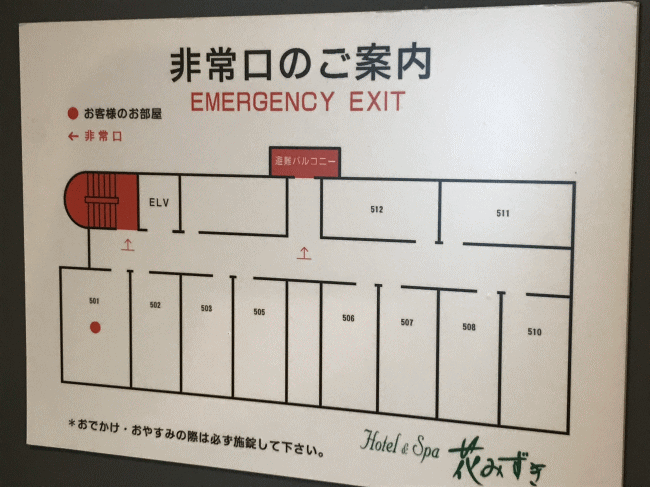 非常口のご案内
EMERGENCY EXIT
● お客様のお部屋
← 非常口
避難バルコニー
ELV
512
511
501
502
503
505
506
507
508
510
*おでかけ・おやすみの際は必ず施錠して下さい。
Hotel & Spa 花みずき